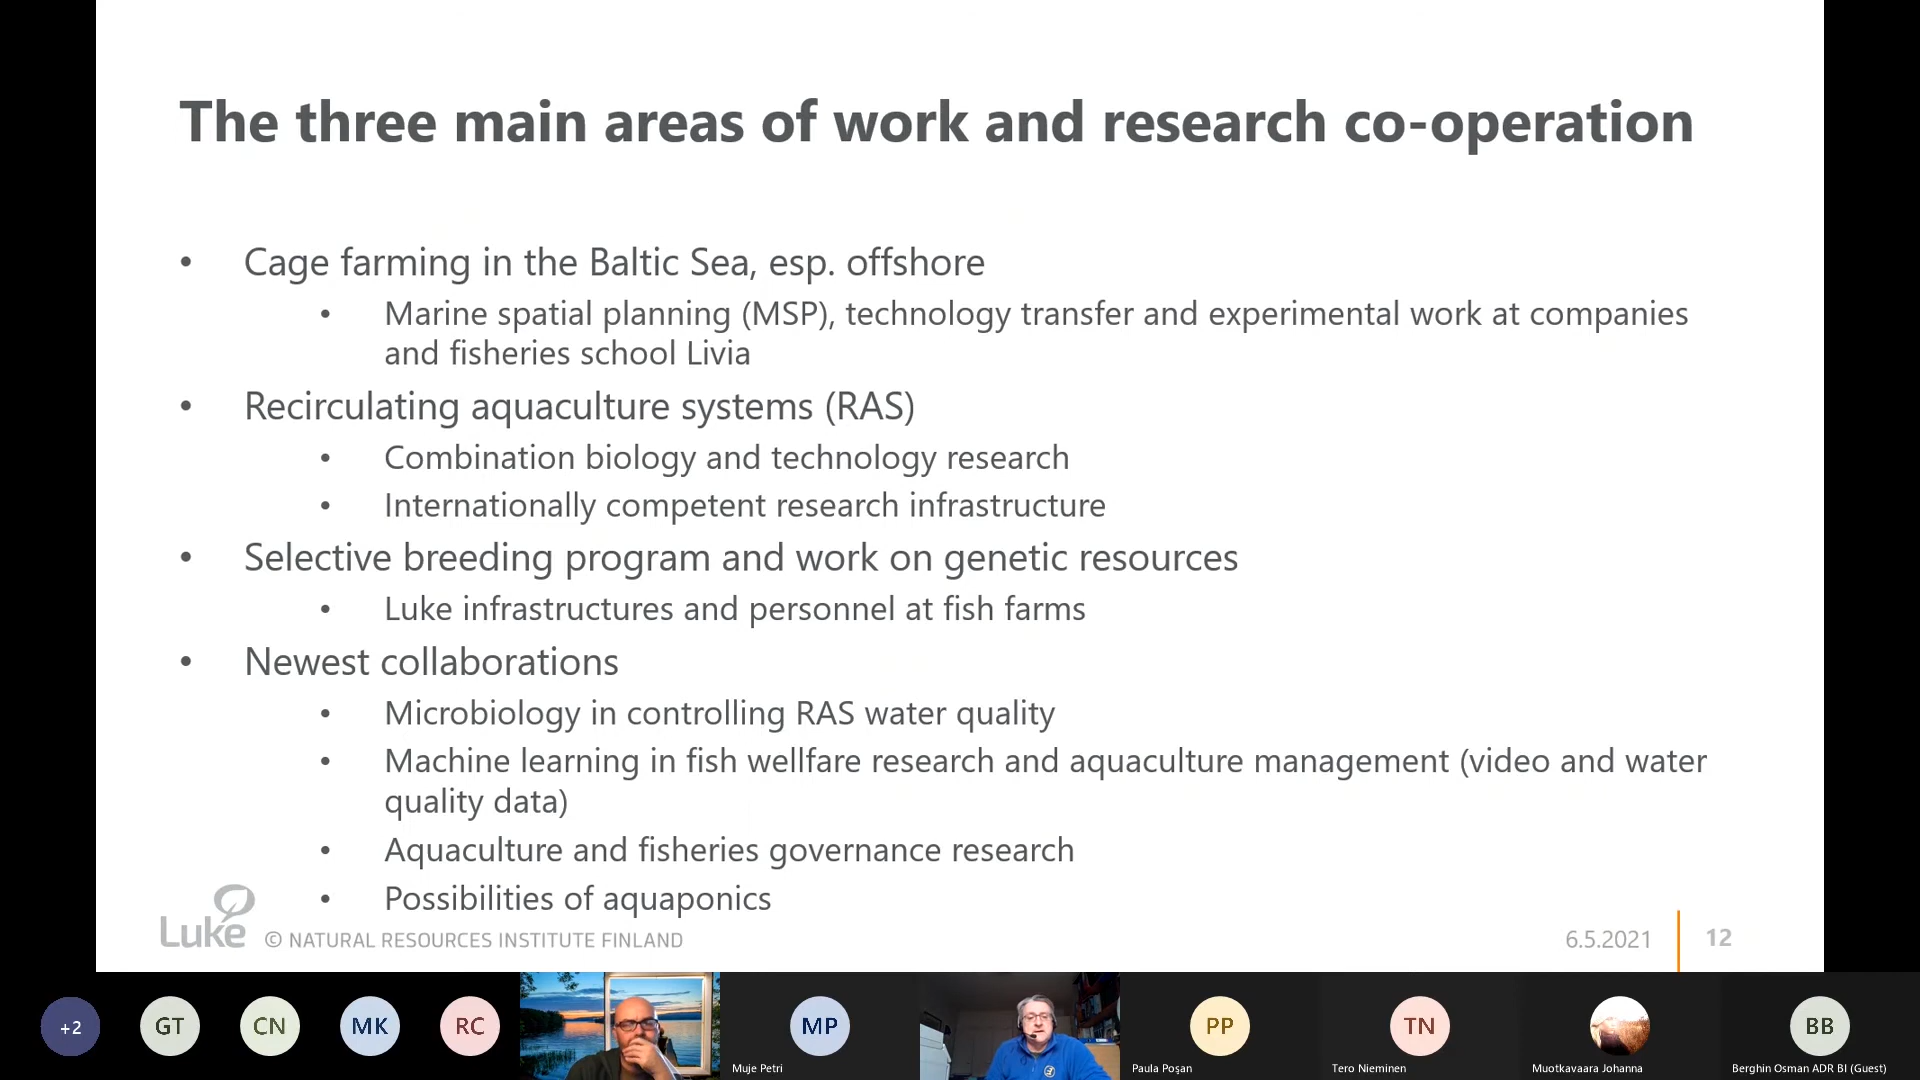 The three main areas of work and research co-operation
• Cage farming in the Baltic Sea, esp. offshore
• Marine spatial planning (MSP), technology transfer and experimental work at companies
and fisheries school Livia
• Recirculating aquaculture systems (RAS)
• Combination biology and technology research
• Internationally competent research infrastructure
• Selective breeding program and work on genetic resources
• Luke infrastructures and personnel at fish farms
• Newest collaborations
• Microbiology in controlling RAS water quality
• Machine learning in fish wellfare research and aquaculture management (video and water
quality data)
• Aquaculture and fisheries governance research
• Possibilities of aquaponics
Luke © NATURAL RESOURCES INSTITUTE FINLAND
6.5.2021
12
+2
GT
CN
MK
RC
MP
Muje Petri
PP
Paula Poşan
TN
Tero Nieminen
Muotkavaara Johanna
BB
Berghin Osman ADR BI (Guest)